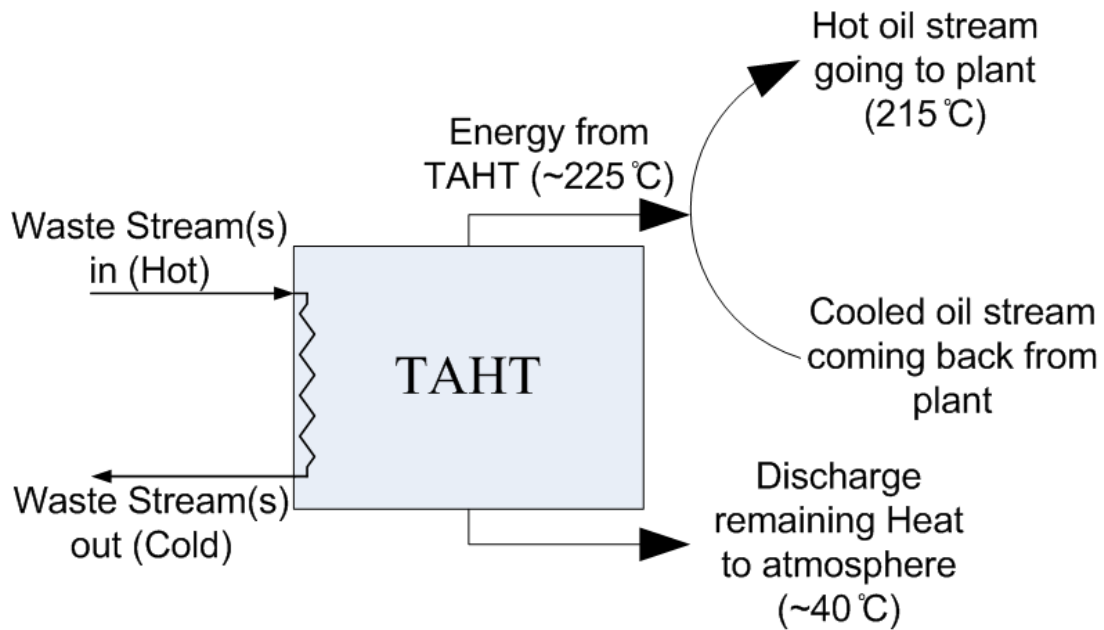 Hot oil stream
going to plant
(215℃)
Energy from
TAHT (~225℃)
Waste Stream(s)
in (Hot)
TAHT
Cooled oil stream
coming back from
plant
Waste Stream(s)
out (Cold)
Discharge
remaining Heat
to atmosphere
(~40℃)